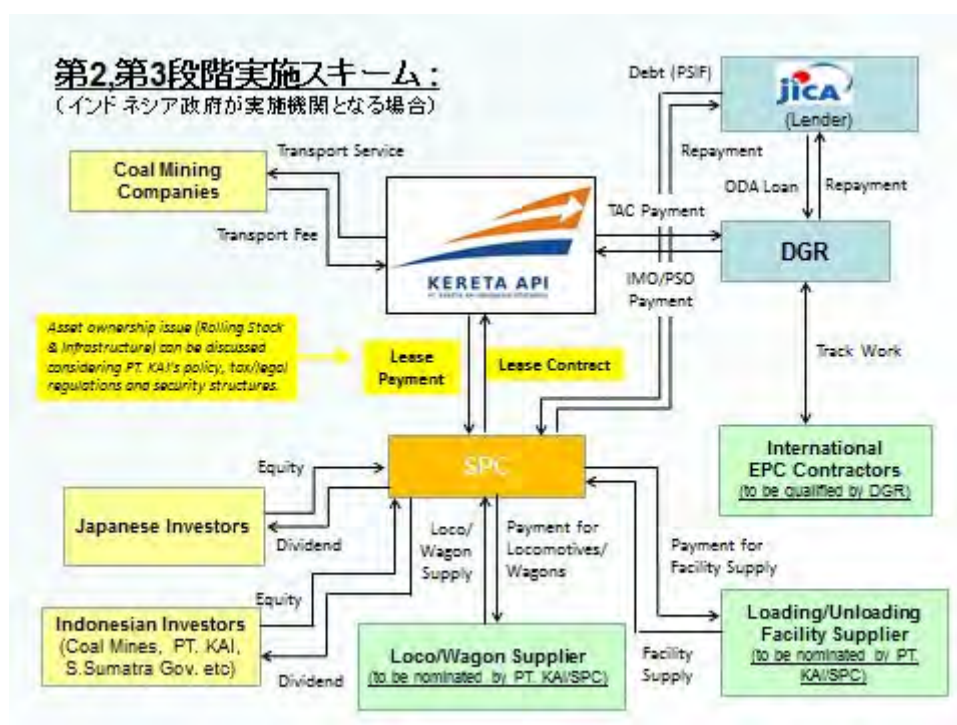 第2,第3段階実施スキーム：
（インドネシア政府が実施機関となる場合）
Debt (PSIF)
jica
(Lender)
Transport Service
Coal Mining
Companies
Repayment
ODA Loan
Repayment
Transport Fee
TAC Payment
KERETA API
DGR
IMO/PSO
Payment
Asset ownership issue (Rolling Stock
& Infrastructure) can be discussed
considering PT. KAI's policy, tax/legal
regulations and security structures.
Lease
Payment
Lease Contract
Track Work
SPC
International
EPC Contractors
(to be qualified by DGR)
Equity
Japanese Investors
Dividend
Loco/
Wagon
Supply
Payment for
Locomotives/
Wagons
Payment for
Facility Supply
Equity
Indonesian Investors
(Coal Mines, PT. KAI,
S.Sumatra Gov. etc)
Dividend
Loco/Wagon Supplier
(to be nominated by PT. KAI/SPC)
Facility
Supply
Loading/Unloading
Facility Supplier
(to be nominated by PT.
KAI/SPC)